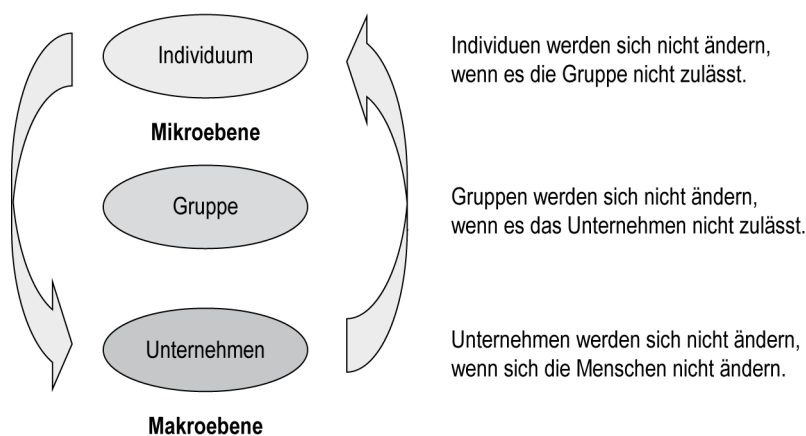 Individuum
Individuen werden sich nicht ändern,
wenn es die Gruppe nicht zulässt.
Mikroebene
Gruppe
Gruppen werden sich nicht ändern,
wenn es das Unternehmen nicht zulässt.
Unternehmen
Unternehmen werden sich nicht ändern,
wenn sich die Menschen nicht ändern.
Makroebene